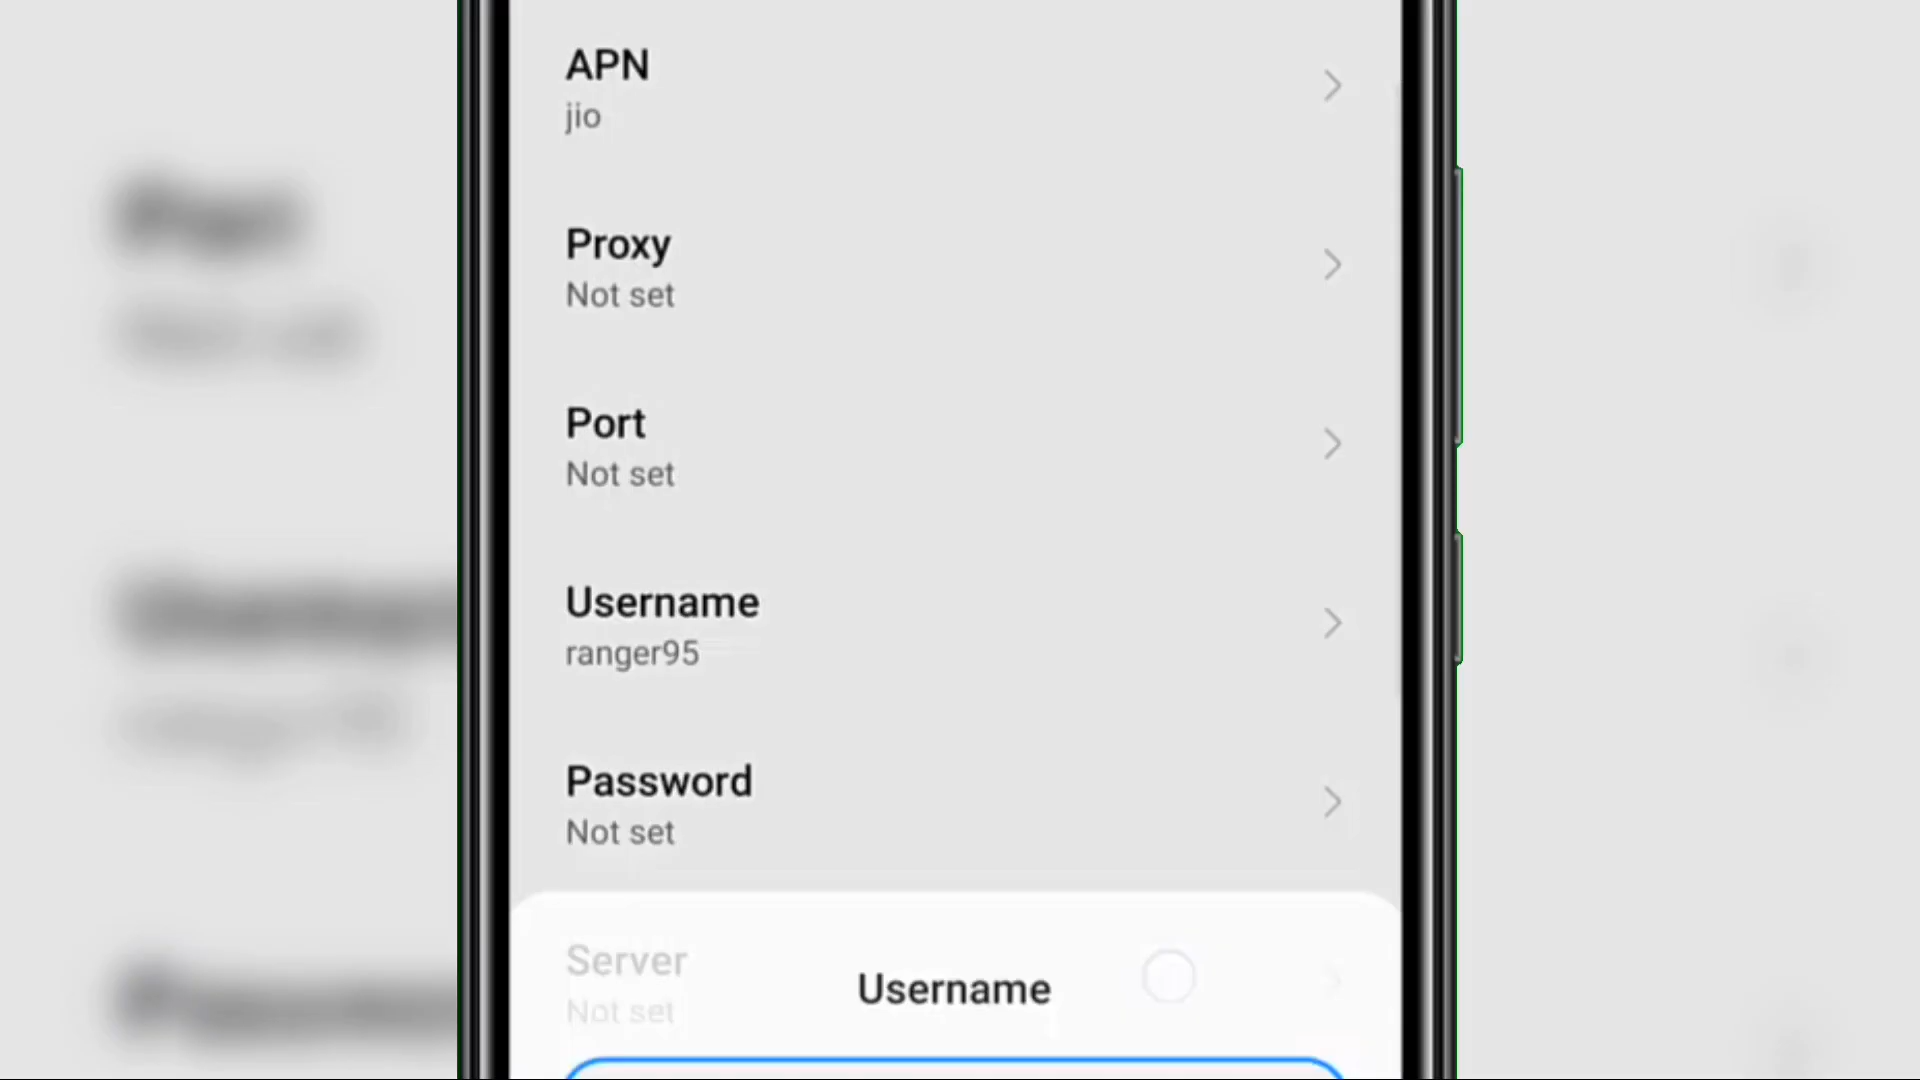 APN
jio
Proxy
Not set
Port
Not set
Username
ranger95
Password
Not set
Server
Not set
Username